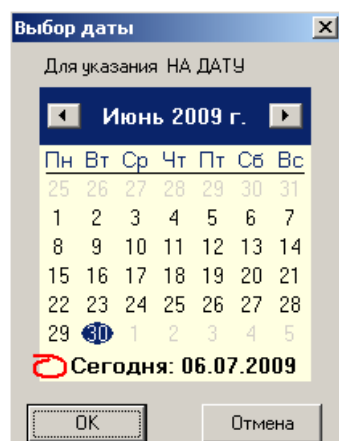 Выбор даты
Для указания НА ДАТУ
Июнь 2009 г.
Пн Вт Ср Чт Пт Сб Вс
25 26 27 28 29 30 31
1 2 3 4 5 6 7
8 9 10 11 12 13 14
15 16 17 18 19 20 21
22 23 24 25 26 27 28
29 30 1 2 3 4 5
Сегодня: 06.07.2009
OK Отмена